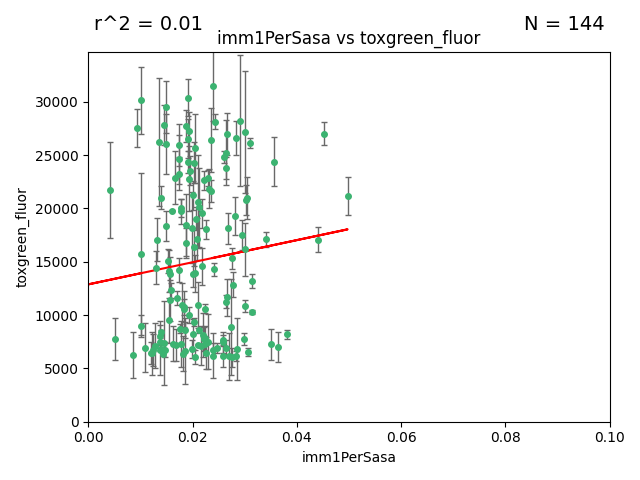 r^2 = 0.01
N = 144
imm1PerSasa vs toxgreen_fluor
30000
25000
20000
15000
10000
5000
0
toxgreen_fluor
0.00
0.02
0.04
0.06
0.08
0.10
imm1PerSasa